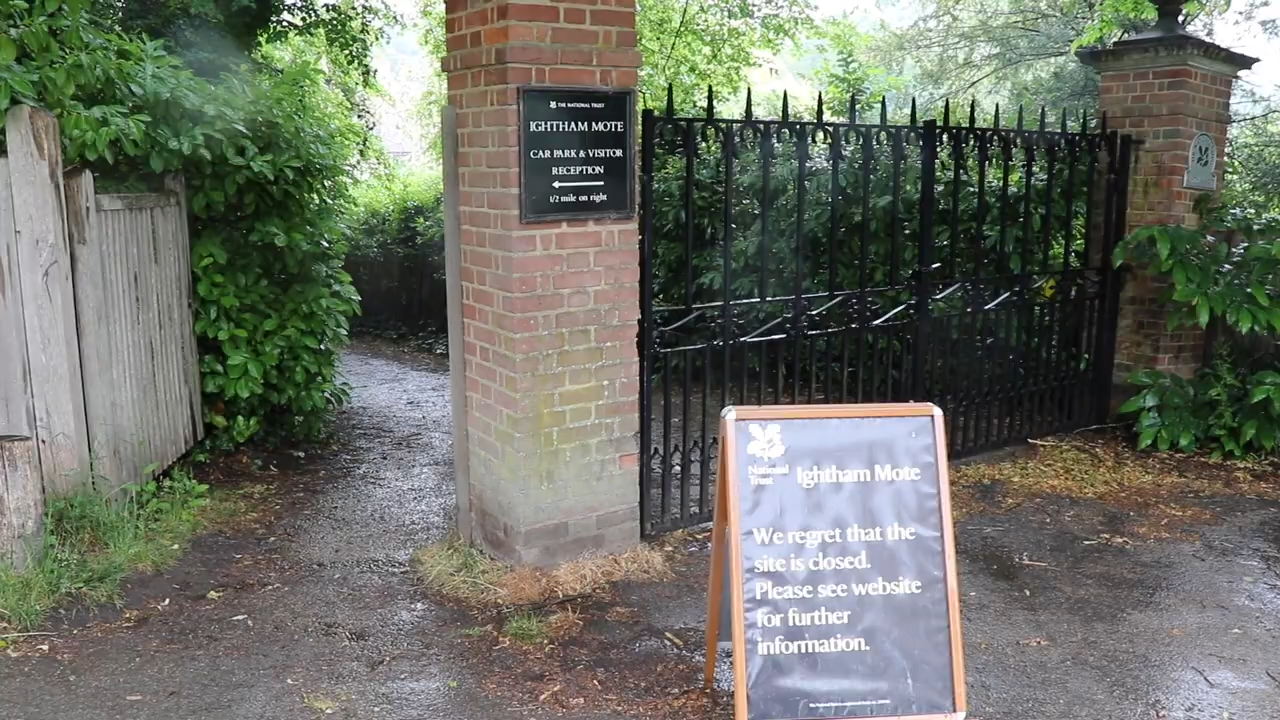 THE NATIONAL TRUST
IGHTHAM MOTE
CAR PARK & VISITOR
RECEPTION
1/2 mile on right
National
Trust
Ightham Mote
We regret that the
site is closed.
Please see website
for further
information.